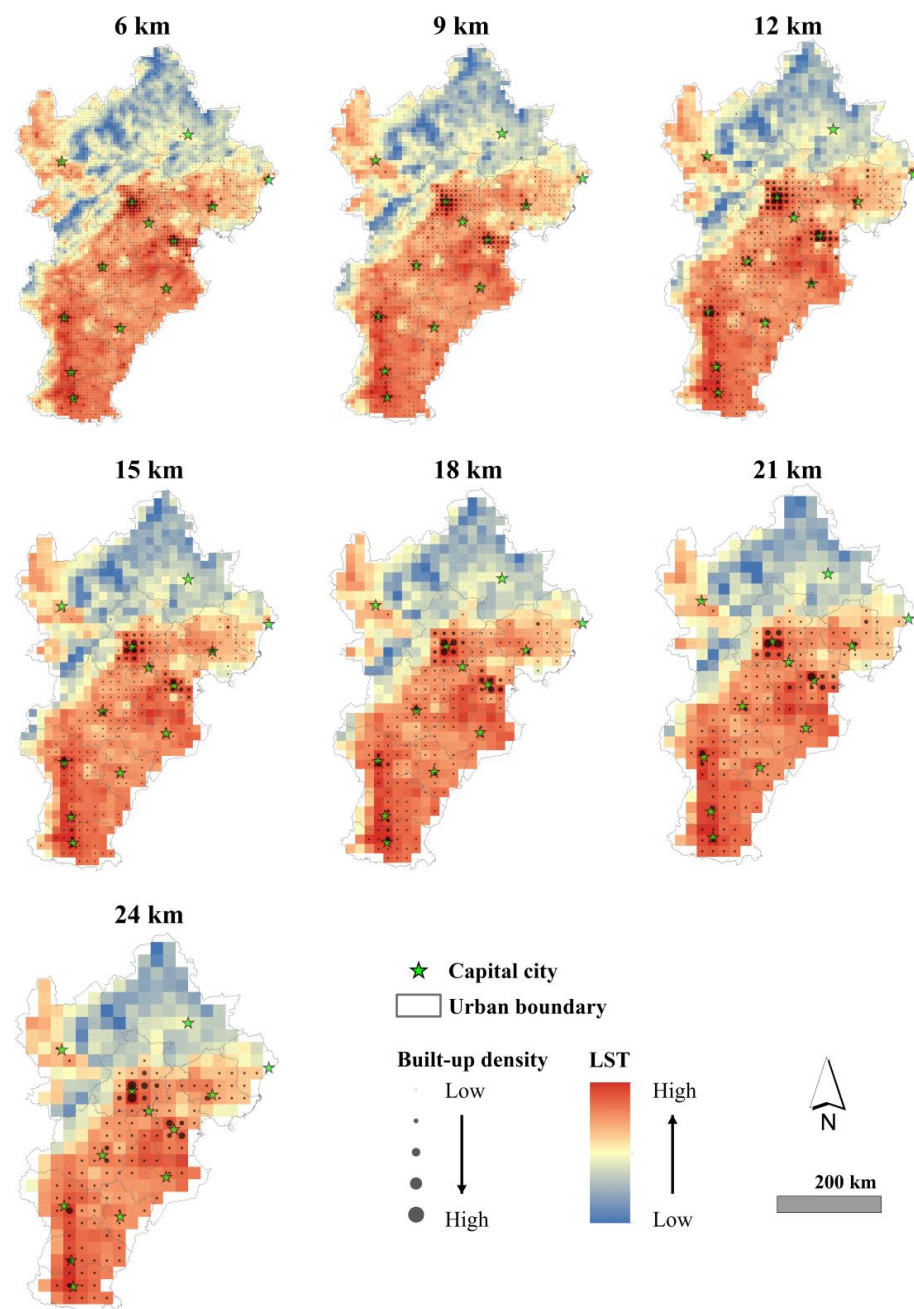 6 km
9 km
12 km
15 km
18 km
21 km
24 km
Capital city
Urban boundary
Built-up density
Low
High
LST
High
Low
N
200 km